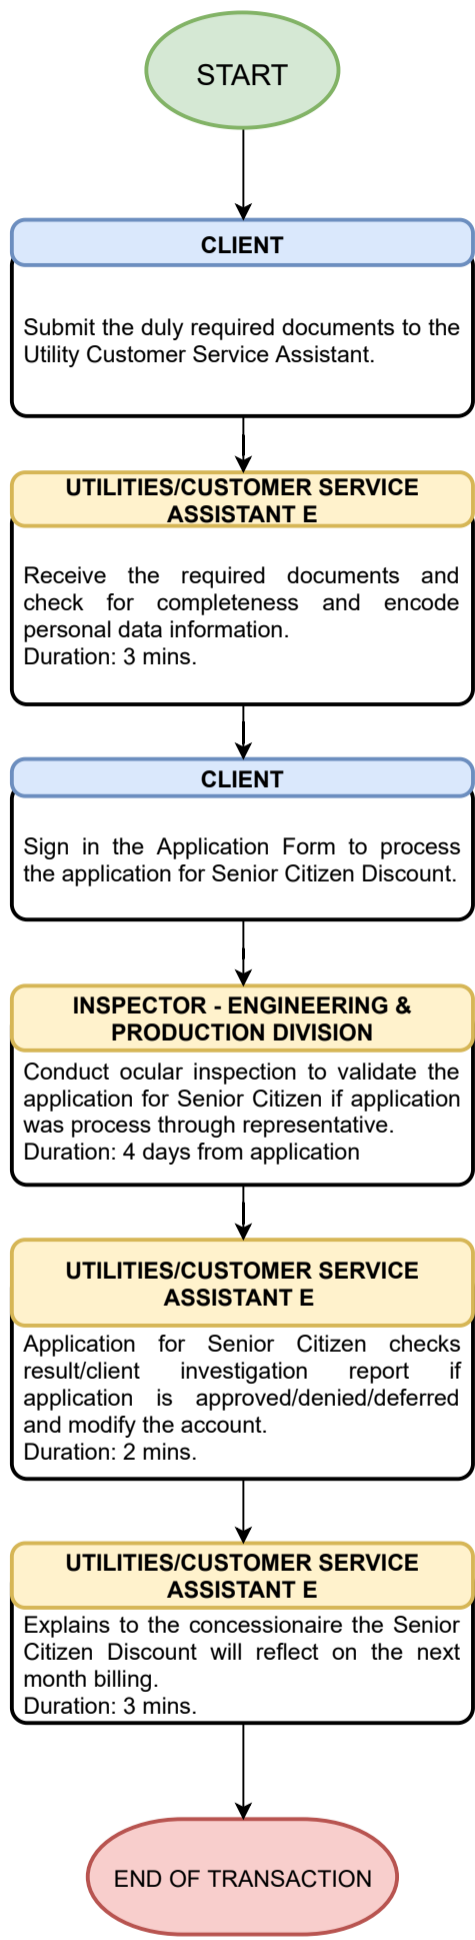 START
CLIENT
Submit the duly required documents to the
Utility Customer Service Assistant.
UTILITIES/CUSTOMER SERVICE
ASSISTANT E
Receive the required documents and
check for completeness and encode
personal data information.
Duration: 3 mins.
CLIENT
Sign in the Application Form to process
the application for Senior Citizen Discount.
INSPECTOR - ENGINEERING &
PRODUCTION DIVISION
Conduct ocular inspection to validate the
application for Senior Citizen if application
was process through representative.
Duration: 4 days from application
UTILITIES/CUSTOMER SERVICE
ASSISTANT E
Application for Senior Citizen checks
result/client investigation report if
application is approved/denied/deferred
and modify the account.
Duration: 2 mins.
UTILITIES/CUSTOMER SERVICE
ASSISTANT E
Explains to the concessionaire the Senior
Citizen Discount will reflect on the next
month billing.
Duration: 3 mins.
END OF TRANSACTION